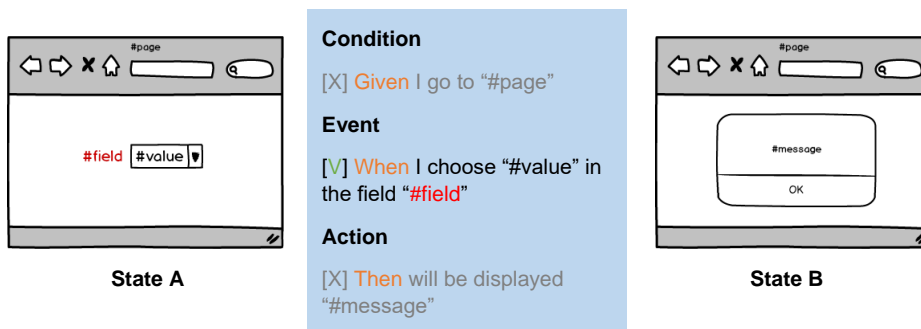 #page
#field #value
State A
Condition
[X] Given I go to “#page”
Event
[V] When I choose “#value” in
the field “#field”
Action
[X] Then will be displayed
“#message”
#page
#message
OK
State B